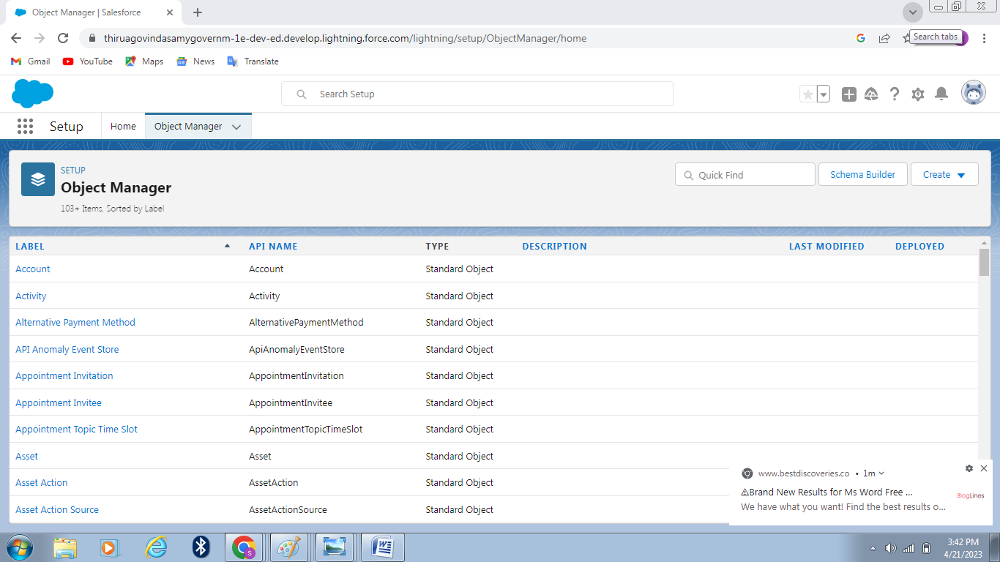 Object Manager | Salesforce
thiruagovindasamygovernm-1e-dev-ed.develop.lightning.force.com/lightning/setup/ObjectManager/home
Search tabs
Gmail YouTube Maps News Translate
Search Setup
Setup Home Object Manager
SETUP
Object Manager
103+ Items, Sorted by Label
Quick Find Schema Builder Create
LABEL API NAME TYPE DESCRIPTION LAST MODIFIED DEPLOYED
Account Account Standard Object
Activity Activity Standard Object
Alternative Payment Method AlternativePaymentMethod Standard Object
API Anomaly Event Store ApiAnomalyEventStore Standard Object
Appointment Invitation AppointmentInvitation Standard Object
Appointment Invitee AppointmentInvitee Standard Object
Appointment Topic Time Slot AppointmentTopicTimeSlot Standard Object
Asset Asset Standard Object
Asset Action AssetAction Standard Object
Asset Action Source AssetActionSource Standard Object
www.bestdiscoveries.co • 1m
⚠Brand New Results for Ms Word Free ...
We have what you want! Find the best results o...
BlogLines
S
3:42 PM
4/21/2023